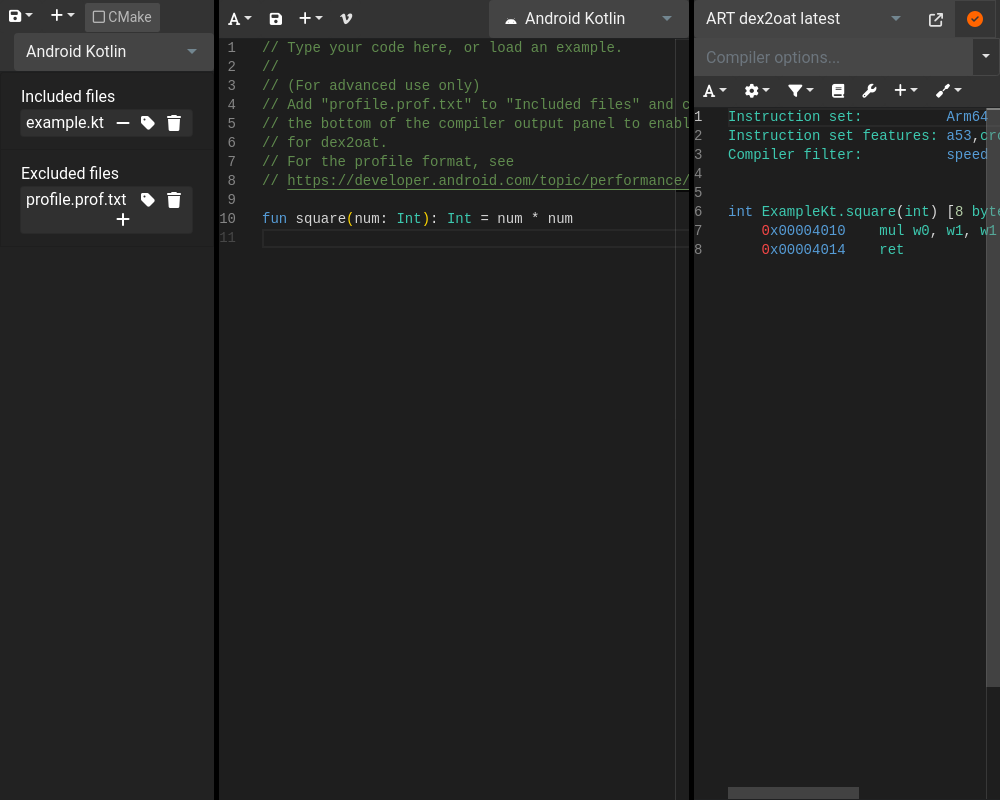 CMake
Android Kotlin
Included files
example.kt
Excluded files
profile.prof.txt
A
Android Kotlin
1 // Type your code here, or load an example.
2 //
3 // (For advanced use only)
4 // Add "profile.prof.txt" to "Included files" and c
5 // the bottom of the compiler output panel to enabl
6 // for dex2oat.
7 // For the profile format, see
8 // https://developer.android.com/topic/performance/
9
10 fun square(num: Int): Int = num * num
11
ART dex2oat latest
Compiler options...
A
1 Instruction set: Arm64
2 Instruction set features: a53,crc
3 Compiler filter: speed
4
5
6 int ExampleKt.square(int) [8 byte
7 0x00004010 mul w0, w1, w1
8 0x00004014 ret